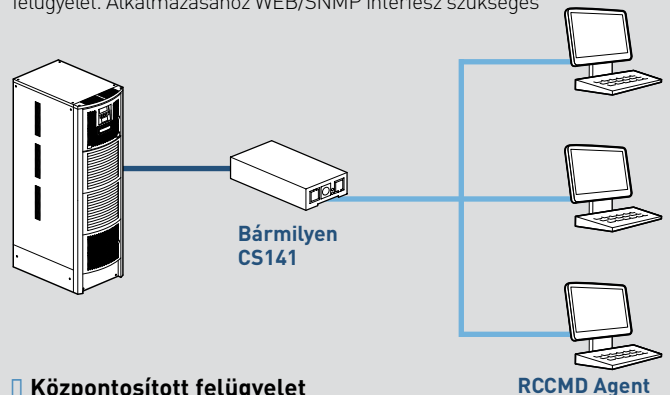 felügyelet. Alkalmazásához WEB/SNMP interfész szükséges
Bármilyen
CS141
Központosított felügyelet
RCCMD Agent